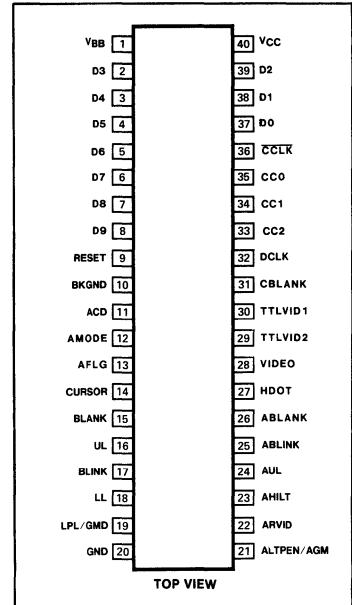 VBB 1 40 VCC
D3 2 39 D2
D4 3 38 D1
D5 4 37 D0
D6 5 36 CCLK
D7 6 35 CC0
D8 7 34 CC1
D9 8 33 CC2
RESET 9 32 DCLK
BKGND 10 31 CBLANK
ACD 11 30 TTLVID1
AMODE 12 29 TTLVID2
AFLG 13 28 VIDEO
CURSOR 14 27 HDOT
BLANK 15 26 ABLANK
UL 16 25 ABLINK
BLINK 17 24 AUL
LL 18 23 AHILT
LPL/GMD 19 22 ARVID
GND 20 21 ALTPEN/AGM
TOP VIEW